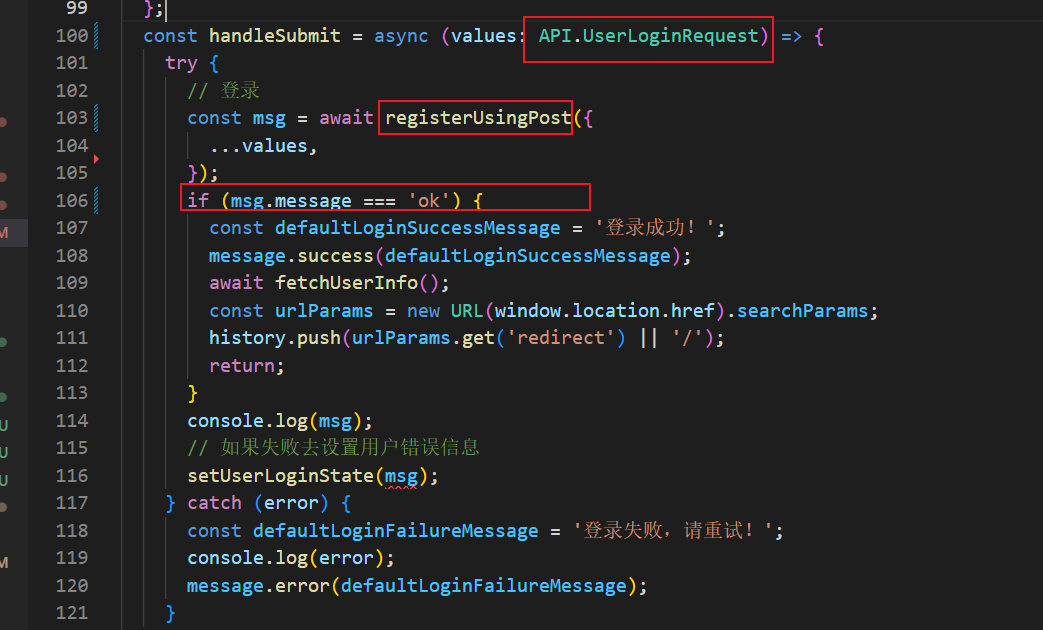 99 };
100 const handleSubmit = async (values: API.UserLoginRequest) => {
101 try {
102 // 登录
103 const msg = await registerUsingPost({
104 ...values,
105 });
106 if (msg.message === 'ok') {
107 const defaultLoginSuccessMessage = '登录成功！';
108 message.success(defaultLoginSuccessMessage);
109 await fetchUserInfo();
110 const urlParams = new URL(window.location.href).searchParams;
111 history.push(urlParams.get('redirect') || '/');
112 return;
113 }
114 console.log(msg);
115 // 如果失败去设置用户错误信息
116 setUserLoginState(msg);
117 } catch (error) {
118 const defaultLoginFailureMessage = '登录失败，请重试！';
119 console.log(error);
120 message.error(defaultLoginFailureMessage);
121 }
M
U
U
U
M